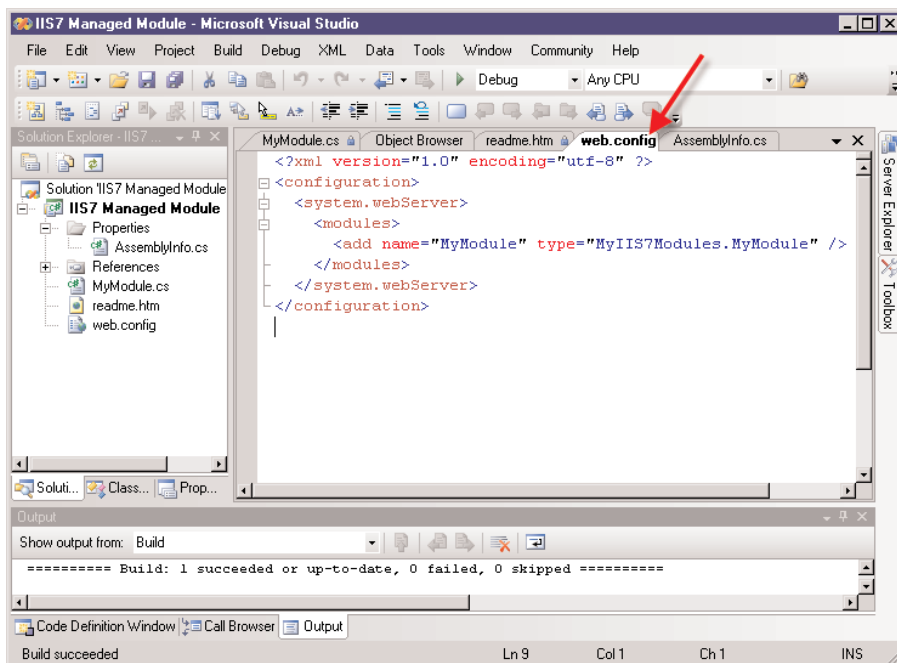 IIS7 Managed Module - Microsoft Visual Studio
File Edit View Project Build Debug XML Data Tools Window Community Help
Debug Any CPU
Solution Explorer - IIS7 ...
MyModule.cs Object Browser readme.htm web.config AssemblyInfo.cs
Solution 'IIS7 Managed Module
IIS7 Managed Module
Properties
AssemblyInfo.cs
References
MyModule.cs
readme.htm
web.config
<?xml version="1.0" encoding="utf-8" ?>
<configuration>
<system.webServer>
<modules>
<add name="MyModule" type="MyIIS7Modules.MyModule" />
</modules>
</system.webServer>
</configuration>
Server Explorer
Toolbox
Soluti... Class... Prop...
Output
Show output from: Build
========== Build: 1 succeeded or up-to-date, 0 failed, 0 skipped ==========
Code Definition Window Call Browser Output
Build succeeded Ln 9 Col 1 Ch 1 INS